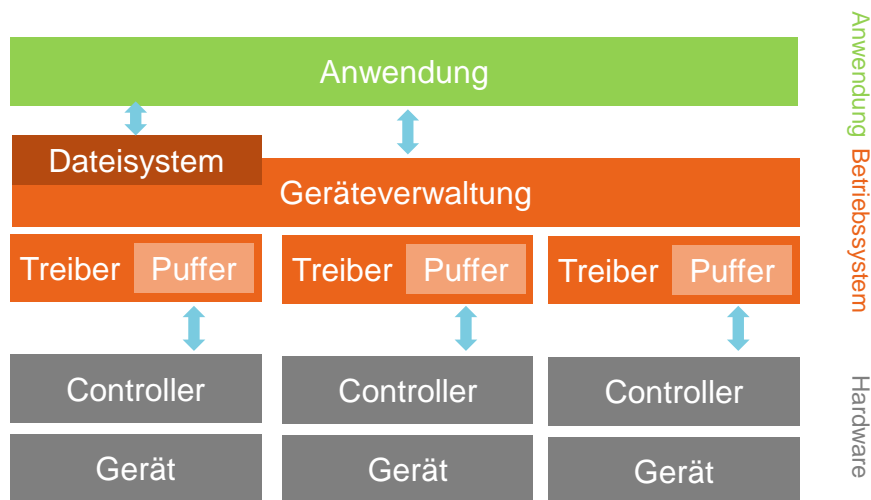 Anwendung
Dateisystem
Geräteverwaltung
Treiber Puffer
Treiber Puffer
Treiber Puffer
Controller
Controller
Controller
Gerät
Gerät
Gerät
Anwendung
Betriebssystem
Hardware